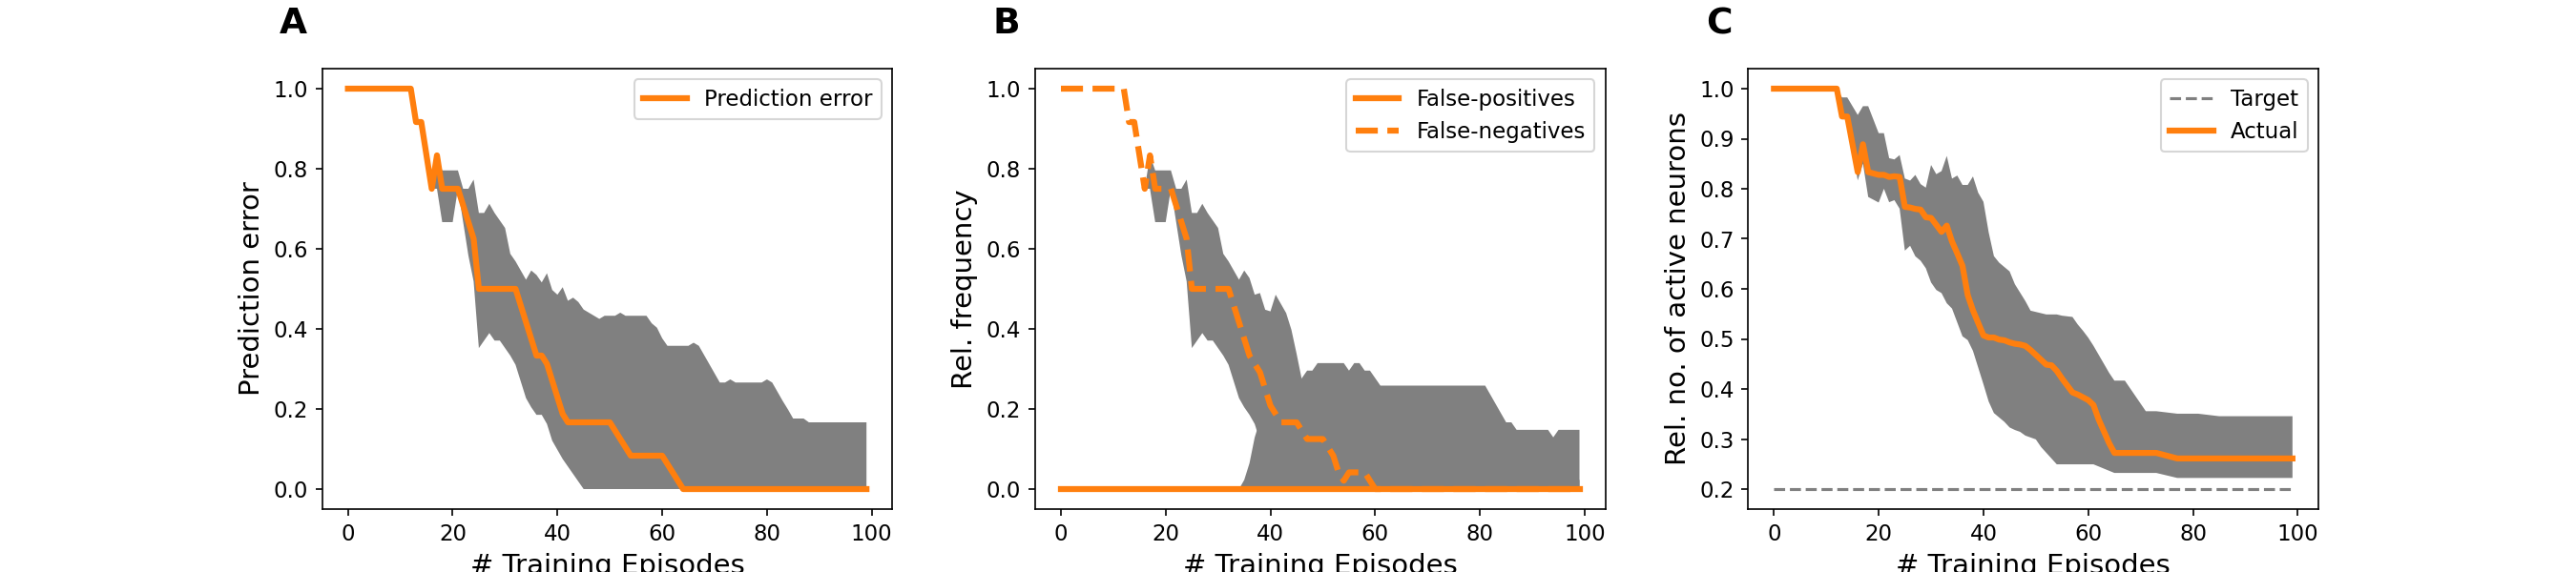 A
B
C
Prediction error
1.0
0.8
0.6
0.4
0.2
0.0
Prediction error
0
20
40
60
80
100
# Training Episodes
Rel. frequency
1.0
0.8
0.6
0.4
0.2
0.0
False-positives
False-negatives
0
20
40
60
80
100
# Training Episodes
Rel. no. of active neurons
1.0
0.9
0.8
0.7
0.6
0.5
0.4
0.3
0.2
Target
Actual
0
20
40
60
80
100
# Training Episodes